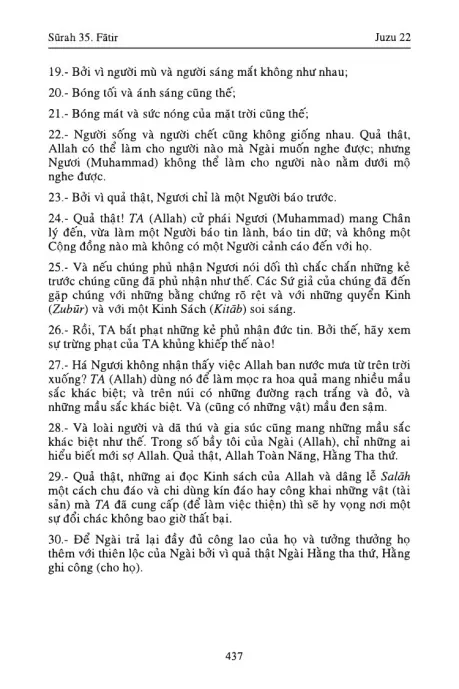 Sūrah 35. Fātir Juzu 22
19.- Bởi vì người mù và người sáng mắt không như nhau;
20.- Bóng tối và ánh sáng cũng thế;
21.- Bóng mát và sức nóng của mặt trời cũng thế;
22.- Người sống và người chết cũng không giống nhau. Quả thật,
Allah có thể làm cho người nào mà Ngài muốn nghe được; nhưng
Ngươi (Muhammad) không thể làm cho người nào nằm dưới mộ
nghe được.
23.- Bởi vì quả thật, Ngươi chỉ là một Người báo trước.
24.- Quả thật! TA (Allah) cử phái Ngươi (Muhammad) mang Chân
lý đến, vừa làm một Người báo tin lành, báo tin dữ; và không một
Cộng đồng nào mà không có một Người cảnh cáo đến với họ.
25.- Và nếu chúng phủ nhận Ngươi nói dối thì chắc chắn những kẻ
trước chúng cũng đã phủ nhận như thế. Các Sứ giả của chúng đã đến
gặp chúng với những bằng chứng rõ rệt và với những quyển Kinh
(Zubūr) và với một Kinh Sách (Kitāb) soi sáng.
26.- Rồi, TA bắt phạt những kẻ phủ nhận đức tin. Bởi thế, hãy xem
sự trừng phạt của TA khủng khiếp thế nào!
27.- Há Ngươi không nhận thấy việc Allah ban nước mưa từ trên trời
xuống? TA (Allah) dùng nó để làm mọc ra hoa quả mang nhiều mầu
sắc khác biệt; và trên núi có những đường rạch trắng và đỏ, và
những mầu sắc khác biệt. Và (cũng có những vật) mầu đen sậm.
28.- Và loài người và dã thú và gia súc cũng mang những mầu sắc
khác biệt như thế. Trong số bầy tôi của Ngài (Allah), chỉ những ai
hiểu biết mới sợ Allah. Quả thật, Allah Toàn Năng, Hằng Tha thứ.
29.- Quả thật, những ai đọc Kinh sách của Allah và dâng lễ Salāh
một cách chu đáo và chi dùng kín đáo hay công khai những vật (tài
sản) mà TA đã cung cấp (để làm việc thiện) thì sẽ hy vọng nơi một
sự đổi chác không bao giờ thất bại.
30.- Để Ngài trả lại đầy đủ công lao của họ và tưởng thưởng họ
thêm với thiên lộc của Ngài bởi vì quả thật Ngài Hằng tha thứ, Hằng
ghi công (cho họ).
437